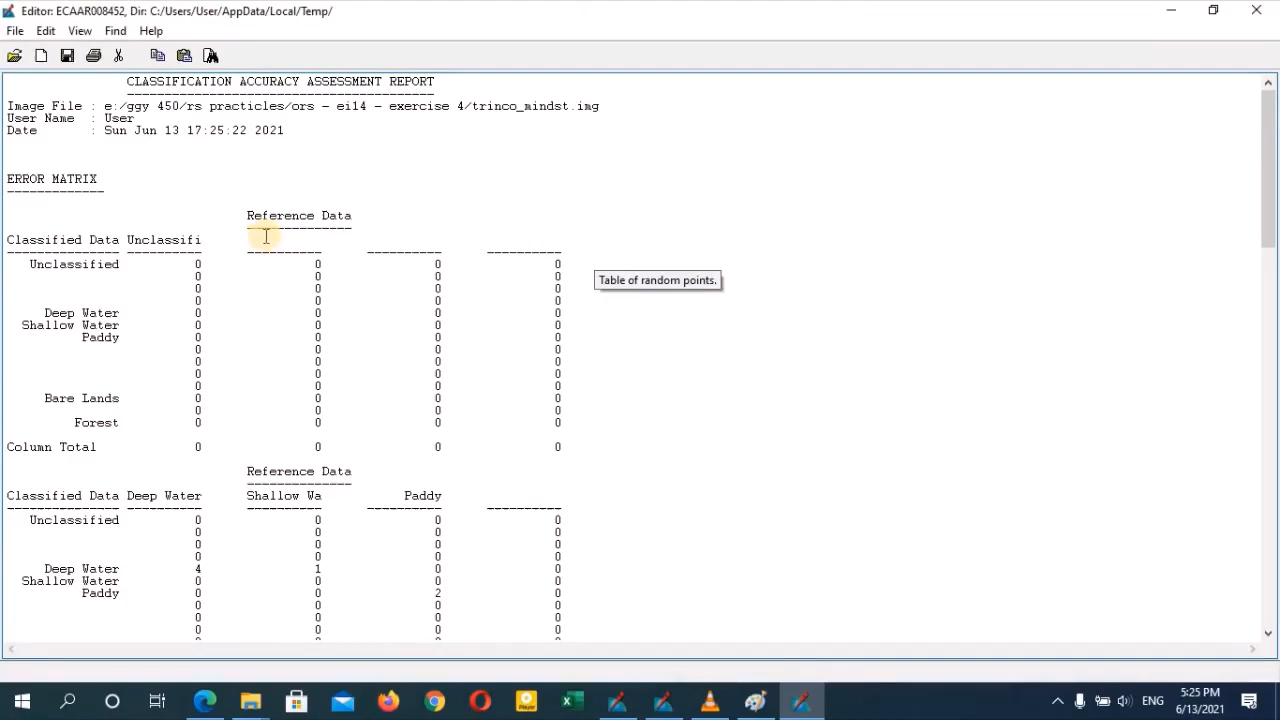 Editor: ECAAR008452, Dir: C:/Users/User/AppData/Local/Temp/
File Edit View Find Help
CLASSIFICATION ACCURACY ASSESSMENT REPORT
----------------------------------------
Image File : e:/ggy 450/rs practicles/ors - ei14 - exercise 4/trinco_mindst.img
User Name : User
Date : Sun Jun 13 17:25:22 2021
ERROR MATRIX
-------------
Reference Data
--------------
Classified Data Unclassifi
--------------- ---------- ---------- ---------- ----------
Unclassified 0 0 0 0
0 0 0 0
Table of random points.
0 0 0 0
0 0 0 0
Deep Water 0 0 0 0
Shallow Water 0 0 0 0
Paddy 0 0 0 0
0 0 0 0
0 0 0 0
0 0 0 0
0 0 0 0
Bare Lands 0 0 0 0
0 0 0 0
Forest 0 0 0 0
Column Total 0 0 0 0
Reference Data
--------------
Classified Data Deep Water Shallow Wa Paddy
--------------- ---------- ---------- ---------- ----------
Unclassified 0 0 0 0
0 0 0 0
0 0 0 0
0 0 0 0
Deep Water 4 1 0 0
Shallow Water 0 0 0 0
Paddy 0 0 2 0
0 0 0 0
0 0 0 0
0 0 0 0
Player
ENG
5:25 PM
6/13/2021